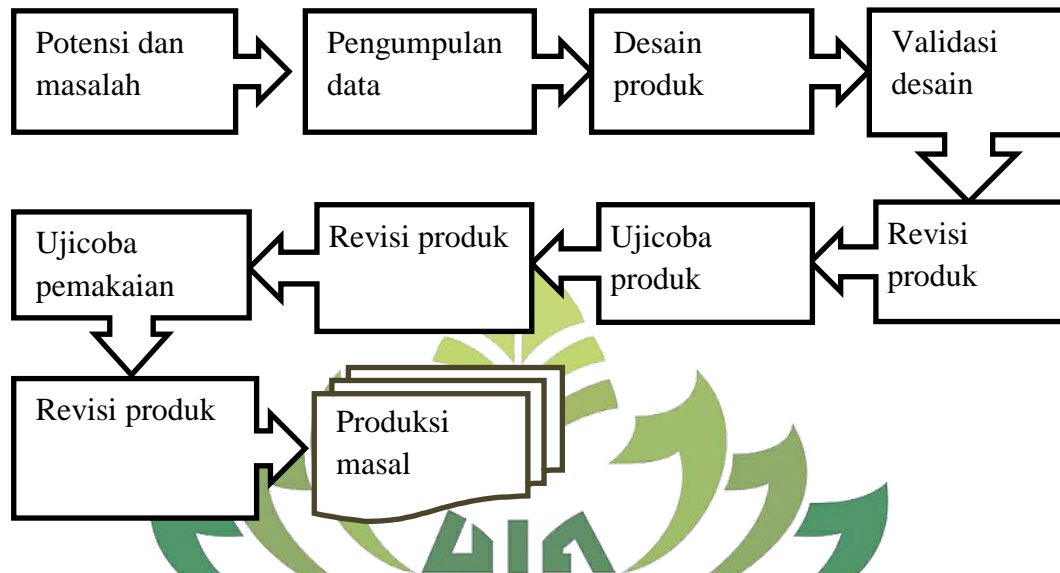 Potensi dan
masalah
Pengumpulan
data
Desain
produk
Validasi
desain
Revisi
produk
Ujicoba
produk
Revisi produk
Ujicoba
pemakaian
Revisi produk
Produksi
masal